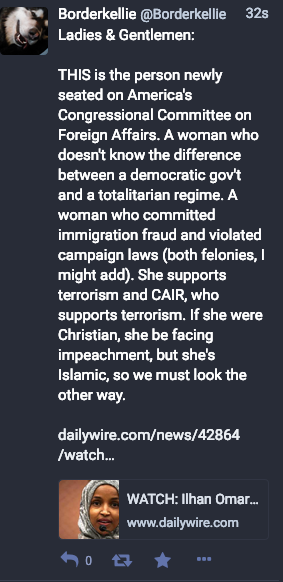 Borderkellie @Borderkellie 32s
Ladies & Gentlemen:
THIS is the person newly
seated on America's
Congressional Committee on
Foreign Affairs. A woman who
doesn't know the difference
between a democratic gov't
and a totalitarian regime. A
woman who committed
immigration fraud and violated
campaign laws (both felonies, I
might add). She supports
terrorism and CAIR, who
supports terrorism. If she were
Christian, she be facing
impeachment, but she's
Islamic, so we must look the
other way.
dailywire.com/news/42864
/watch…
WATCH: Ilhan Omar...
www.dailywire.com
0